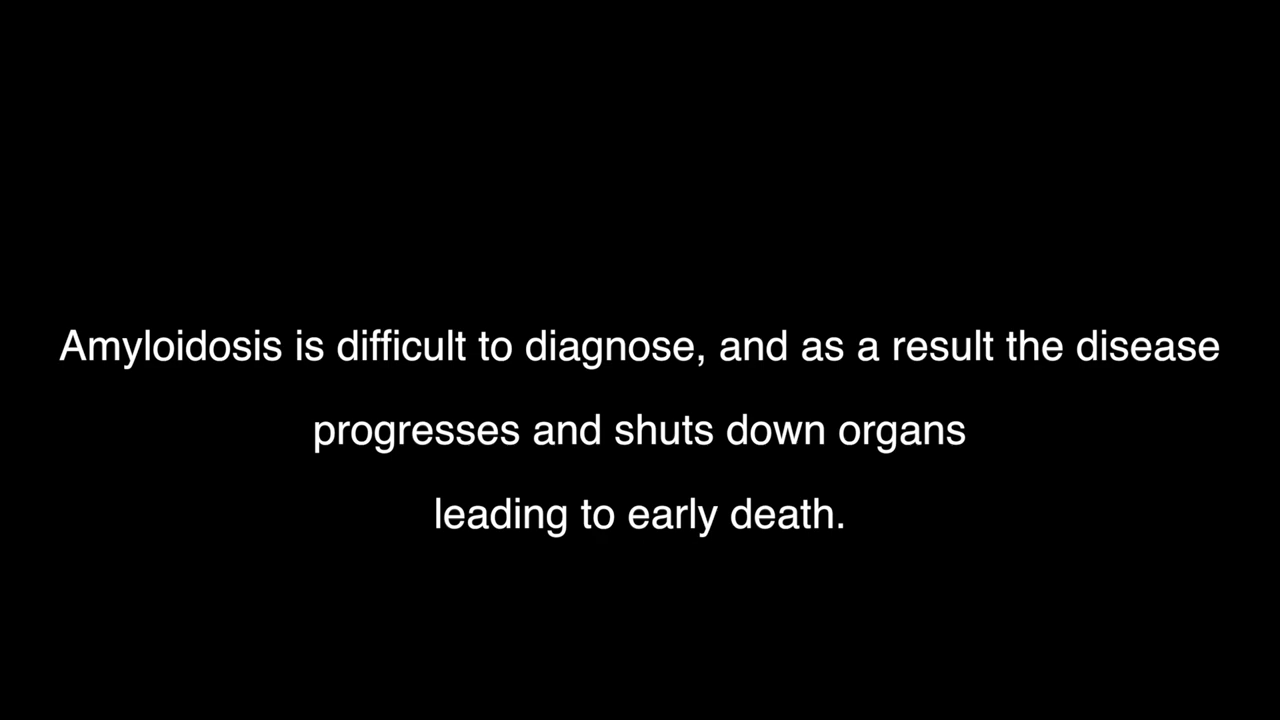 Amyloidosis is difficult to diagnose, and as a result the disease
progresses and shuts down organs
leading to early death.